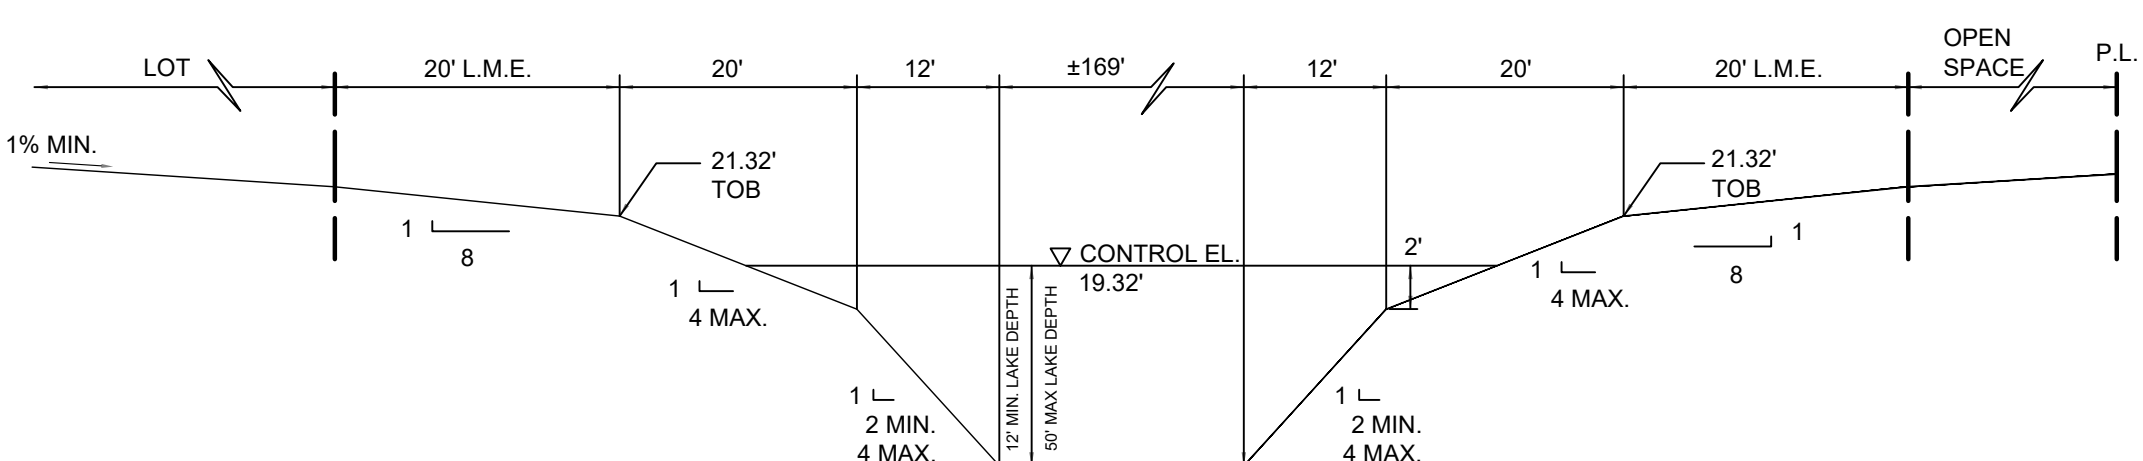 OPEN
SPACE
P.L.
LOT
20' L.M.E.
20'
12'
±169'
12'
20'
20' L.M.E.
1% MIN.
21.32'
TOB
21.32'
TOB
1
8
1
8
CONTROL EL.
19.32'
2'
1
4 MAX.
1
4 MAX.
12' MIN. LAKE DEPTH
50' MAX LAKE DEPTH
1
2 MIN.
4 MAX.
1
2 MIN.
4 MAX.